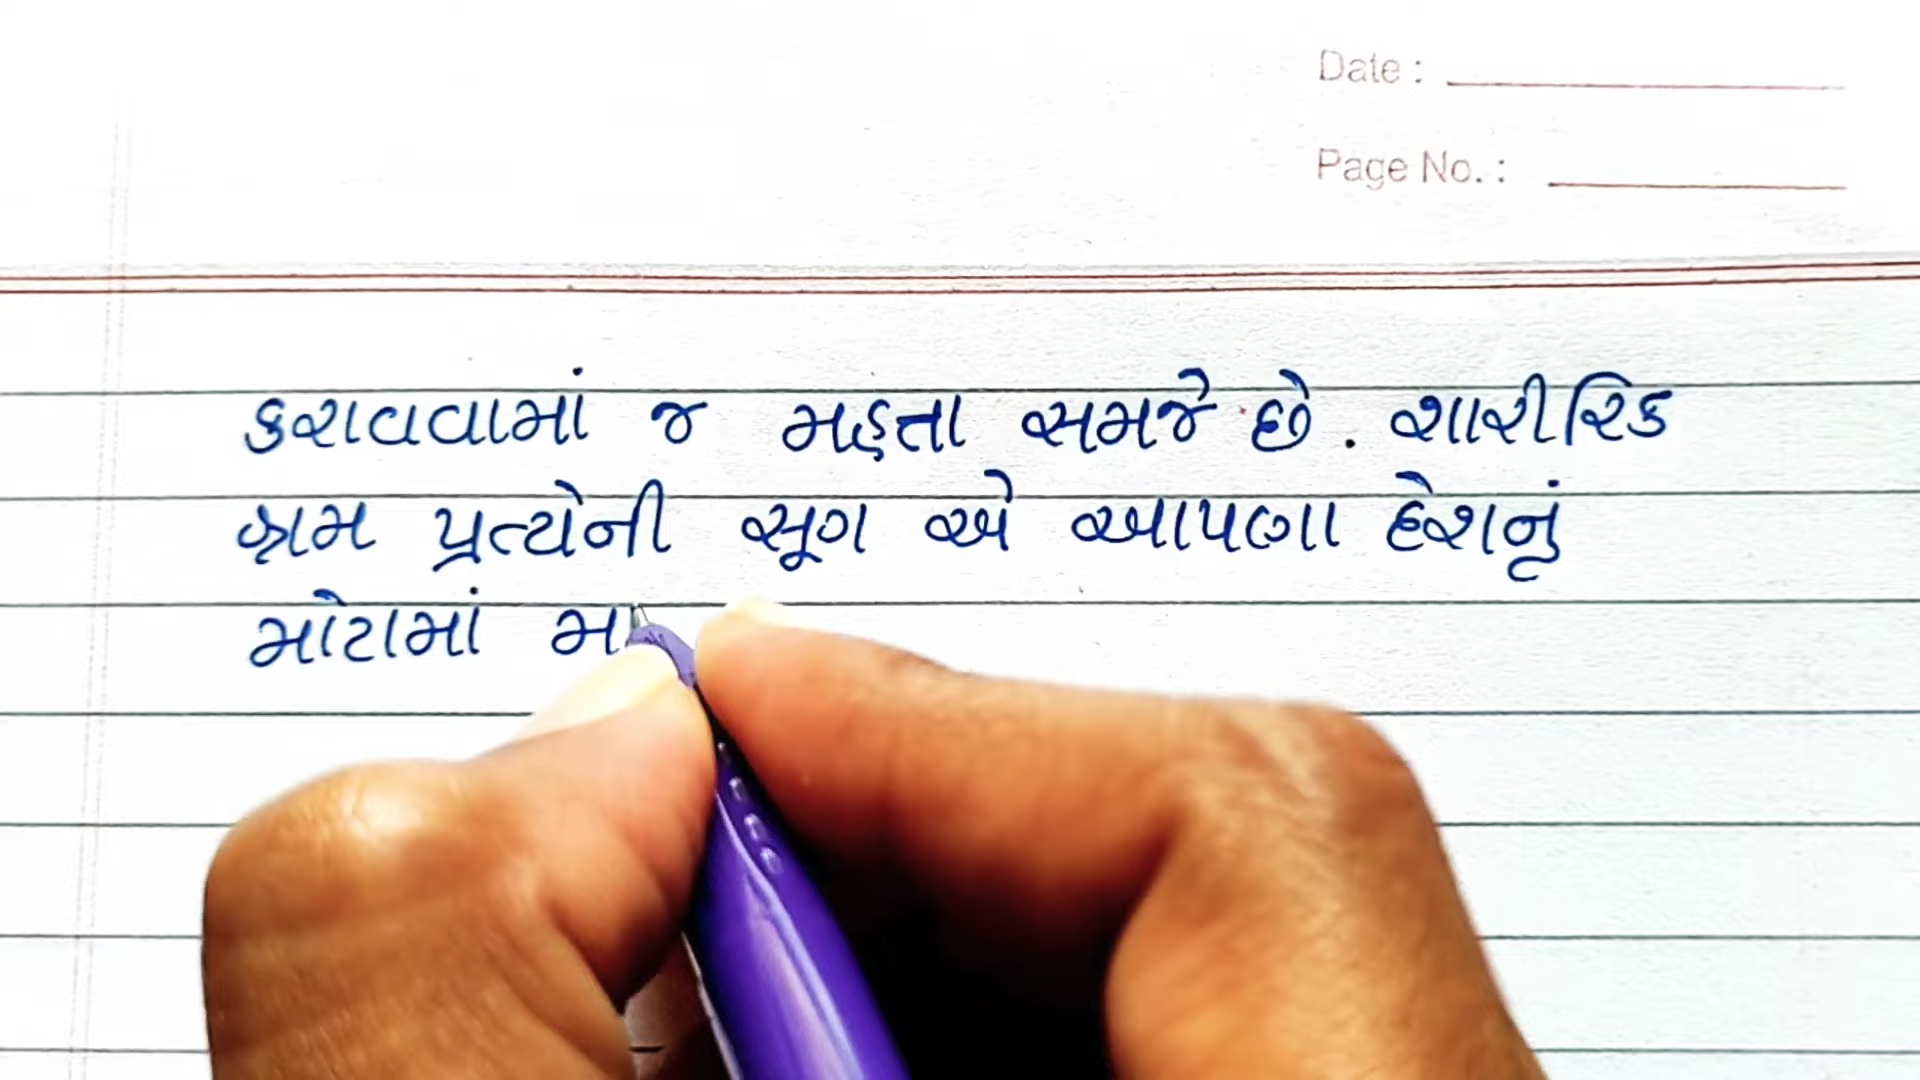 Date :
Page No. :
કરાવવામાં જ મહતા સમજે છે. શારીરિક
શ્રમ પ્રત્યેની સૂગ એ આપણા દેશનું
મોટામાં